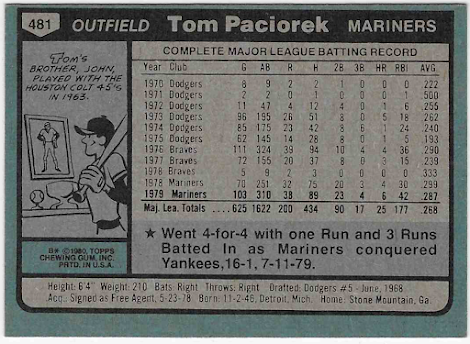 481 OUTFIELD Tom Paciorek MARINERS
TOM'S
BROTHER, JOHN,
PLAYED WITH THE
HOUSTON COLT 45'S
IN 1963.
COMPLETE MAJOR LEAGUE BATTING RECORD
Year Club G AB R H 2B 3B HR RBI AVG.
1970 Dodgers 8 9 2 2 1 0 0 0 .222
1971 Dodgers 2 2 0 1 0 0 0 1 .500
1972 Dodgers 11 47 4 12 4 0 1 6 .255
1973 Dodgers 96 195 26 51 8 0 5 18 .262
1974 Dodgers 85 175 23 42 8 6 1 24 .240
1975 Dodgers 62 145 14 28 8 0 1 5 .193
1976 Braves 111 324 39 94 10 4 4 36 .290
1977 Braves 72 155 20 37 8 0 3 15 .239
1978 Braves 5 9 2 3 0 0 0 0 .333
1978 Mariners 70 251 32 75 20 3 4 30 .299
1979 Mariners 103 310 38 89 23 4 6 42 .287
Maj. Lea. Totals 625 1622 200 434 90 17 25 177 .268
★ Went 4-for-4 with one Run and 3 Runs
Batted In as Mariners conquered
Yankees,16-1, 7-11-79.
B* © 1980, TOPPS
CHEWING GUM, INC.
PRTD. IN U.S.A.
Height: 6'4" Weight: 210 Bats: Right Throws: Right Drafted: Dodgers #5 - June, 1968
Acq.: Signed as Free Agent, 5-23-78 Born: 11-2-46, Detroit, Mich. Home: Stone Mountain, Ga.